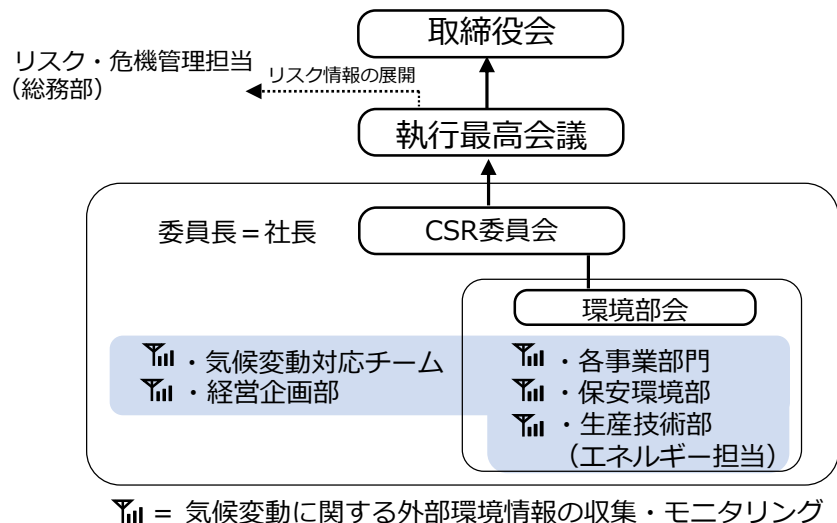 取締役会
リスク・危機管理担当
（総務部）
リスク情報の展開
執行最高会議
委員長＝社長
CSR委員会
環境部会
・気候変動対応チーム
・経営企画部
・各事業部門
・保安環境部
・生産技術部
（エネルギー担当）
= 気候変動に関する外部環境情報の収集・モニタリング